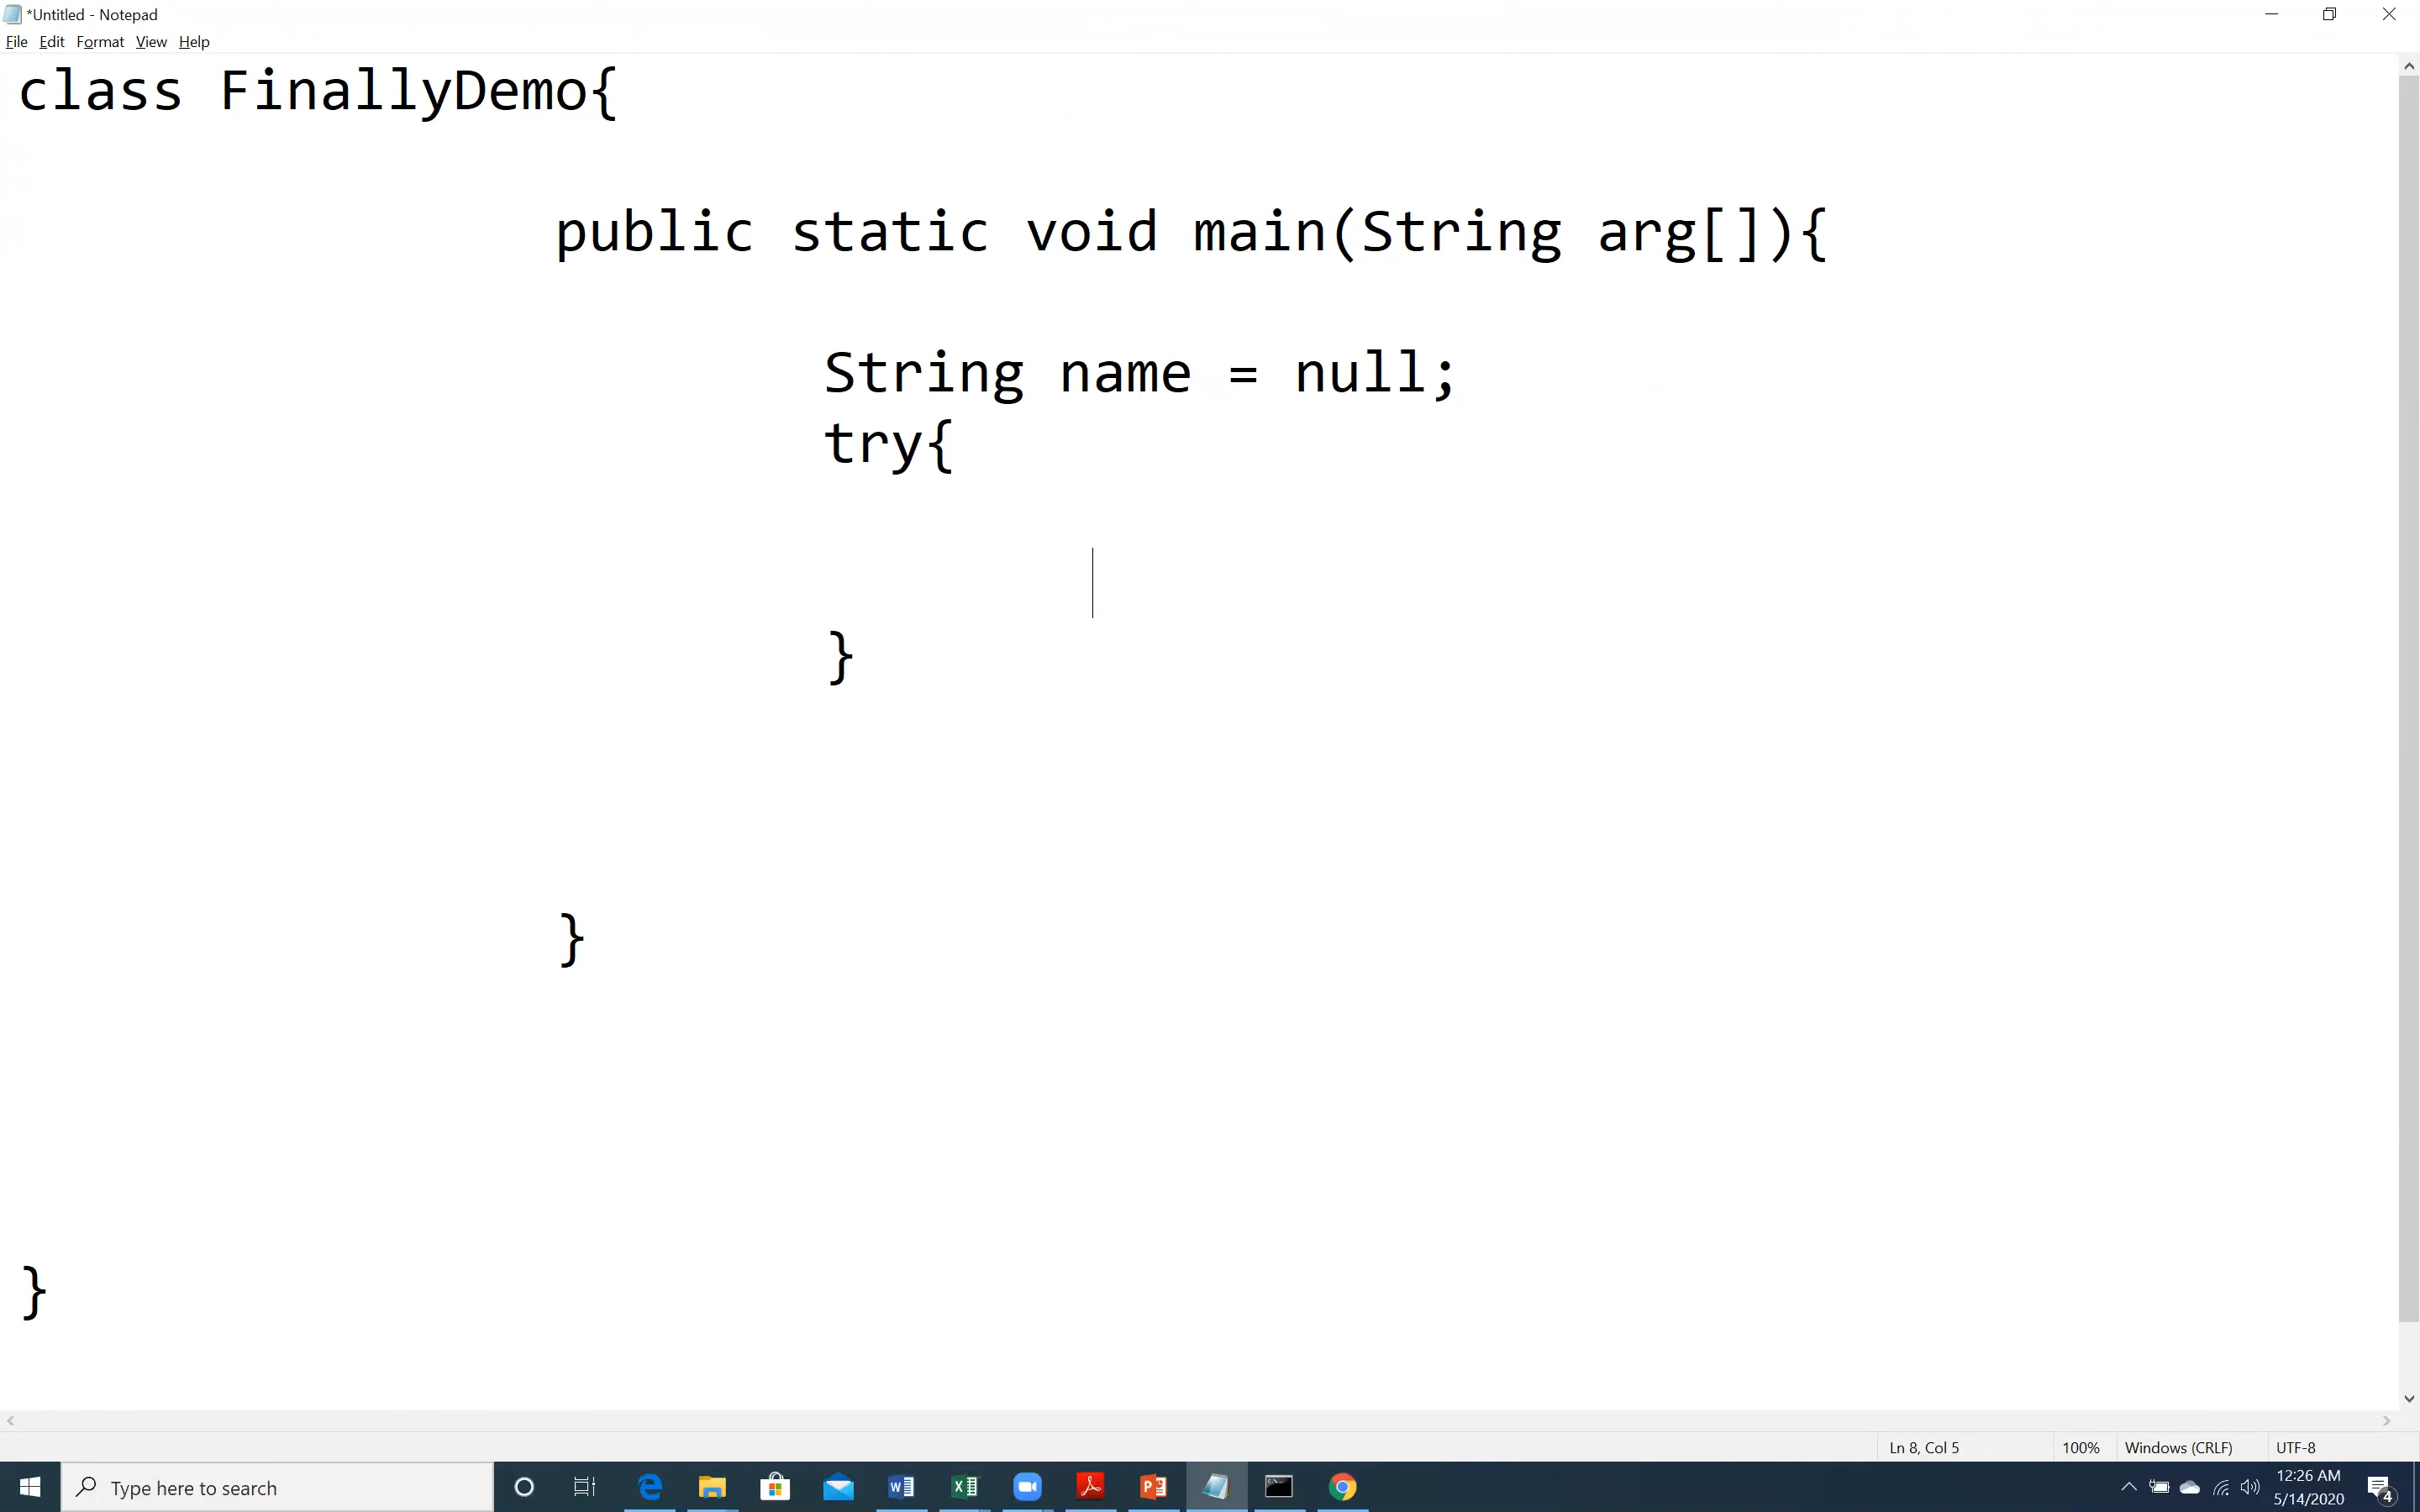 *Untitled - Notepad
File Edit Format View Help
class FinallyDemo{
public static void main(String arg[]){
String name = null;
try{
}
}
}
Ln 8, Col 5 100% Windows (CRLF) UTF-8
Type here to search
12:26 AM
5/14/2020
4